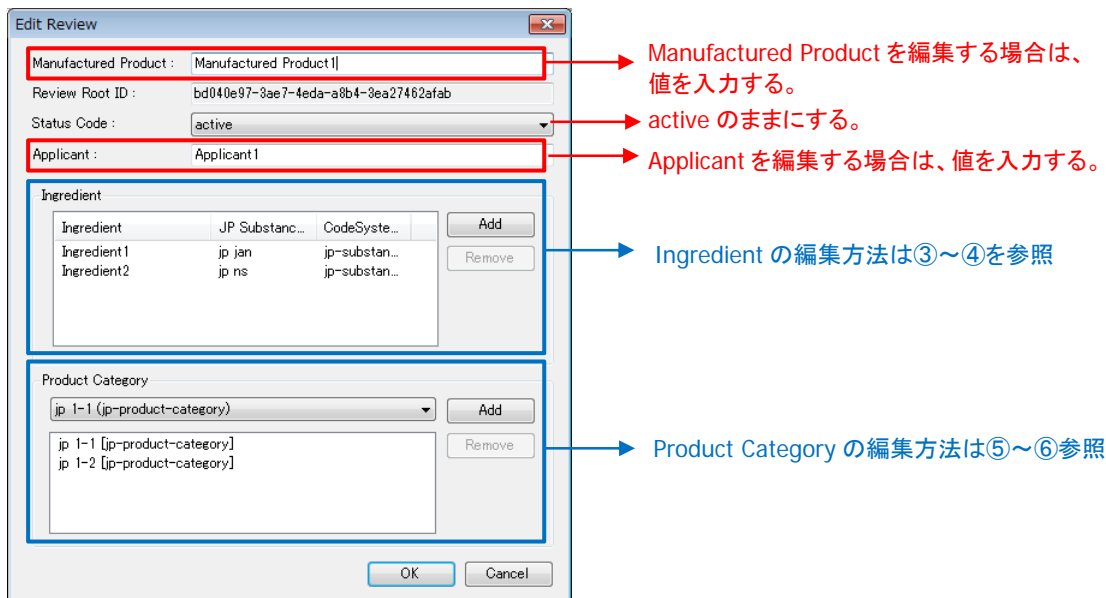 Edit Review
Manufactured Product : Manufactured Product1
Manufactured Product を編集する場合は、
値を入力する。
Review Root ID : bd040e97-3ae7-4eda-a8b4-3ea27462afab
Status Code : active
active のままにする。
Applicant : Applicant1
Applicant を編集する場合は、値を入力する。
Ingredient
Ingredient JP Substanc... CodeSyste... Add
Ingredient1 jp jan jp-substan... Remove
Ingredient2 jp ns jp-substan...
Ingredient の編集方法は③～④を参照
Product Category
jp 1-1 (jp-product-category) Add
jp 1-1 [jp-product-category] Remove
jp 1-2 [jp-product-category]
Product Category の編集方法は⑤～⑥参照
OK Cancel